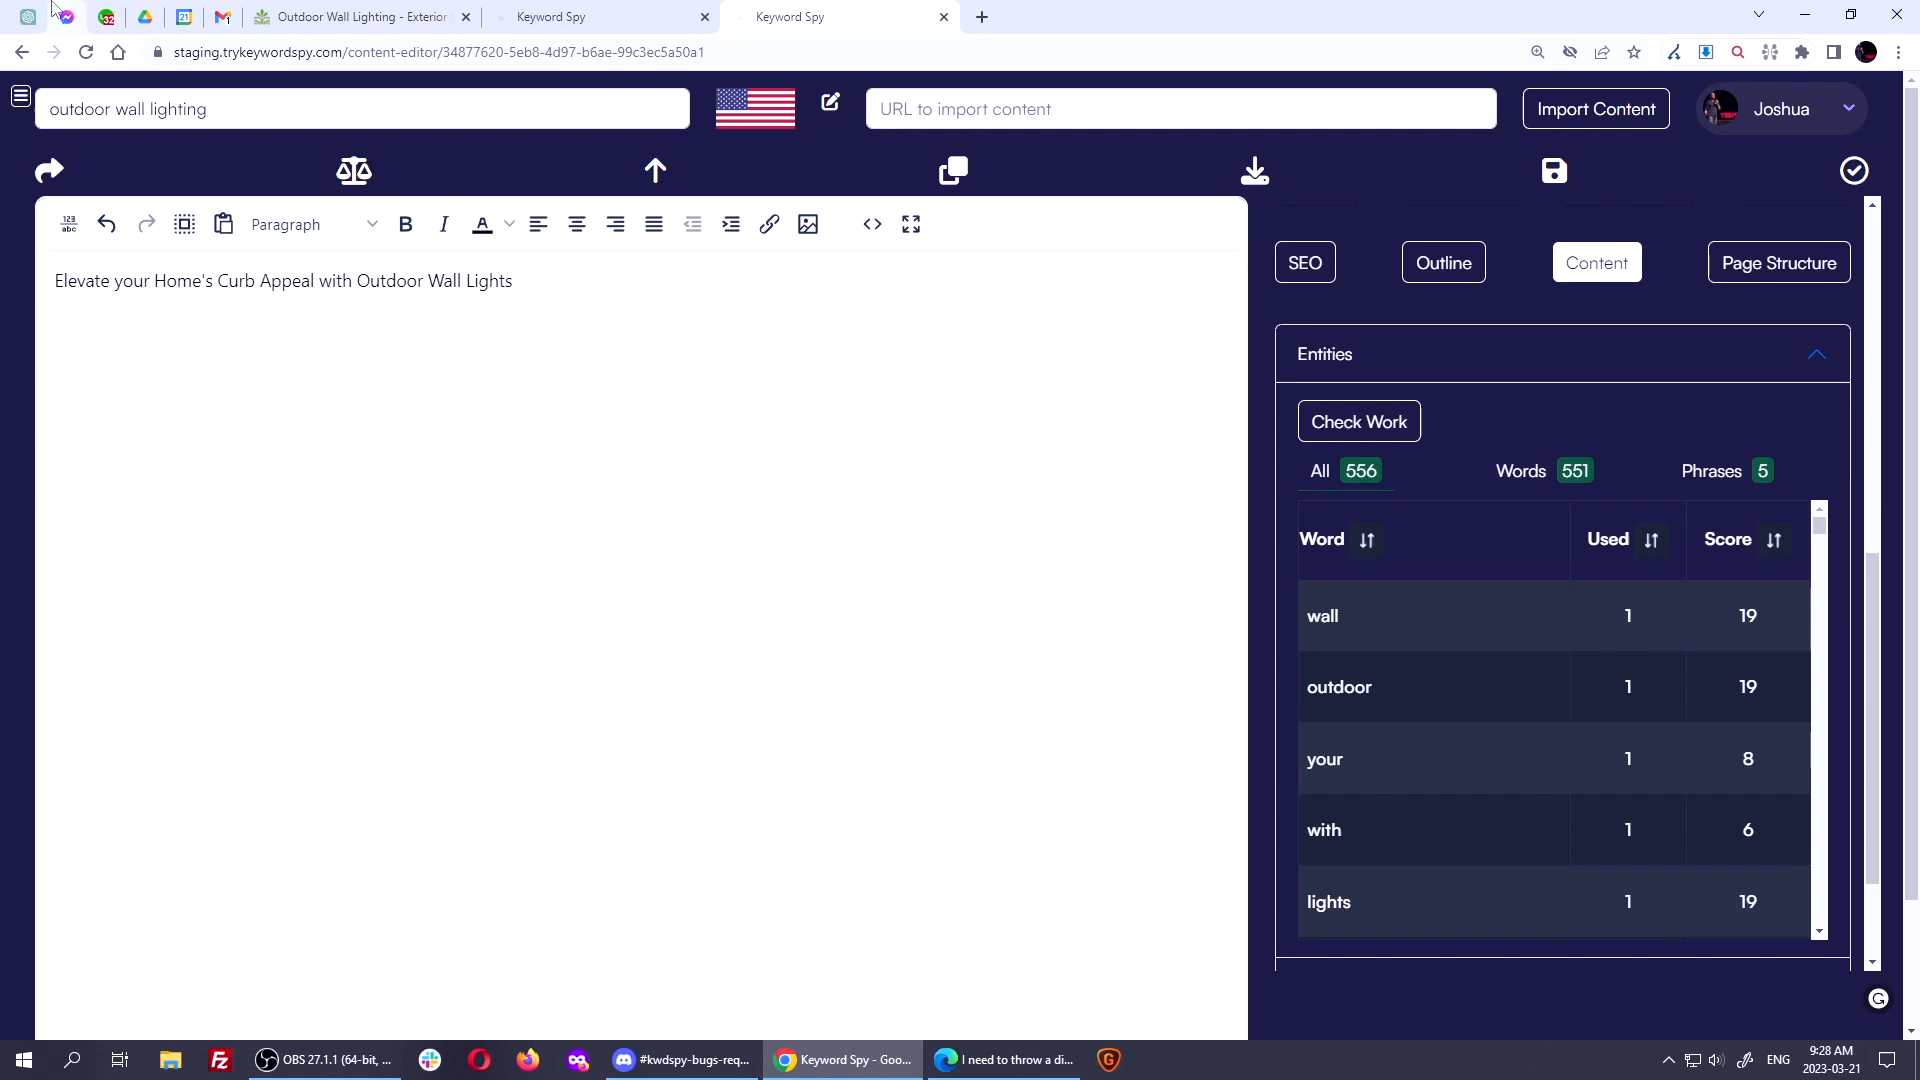 Outdoor Wall Lighting - Exterior
Keyword Spy
Keyword Spy
staging.trykeywordspy.com/content-editor/34877620-5eb8-4d97-b6ae-99c3ec5a50a1
outdoor wall lighting
URL to import content
Import Content
Joshua
123
abc
Paragraph
B
I
A
Elevate your Home's Curb Appeal with Outdoor Wall Lights
SEO
Outline
Content
Page Structure
Entities
Check Work
All 556
Words 551
Phrases 5
Word
Used
Score
wall 1 19
outdoor 1 19
your 1 8
with 1 6
lights 1 19
OBS 27.1.1 (64-bit, ...
#kwdspy-bugs-req...
Keyword Spy - Goo...
I need to throw a di...
ENG
9:28 AM
2023-03-21